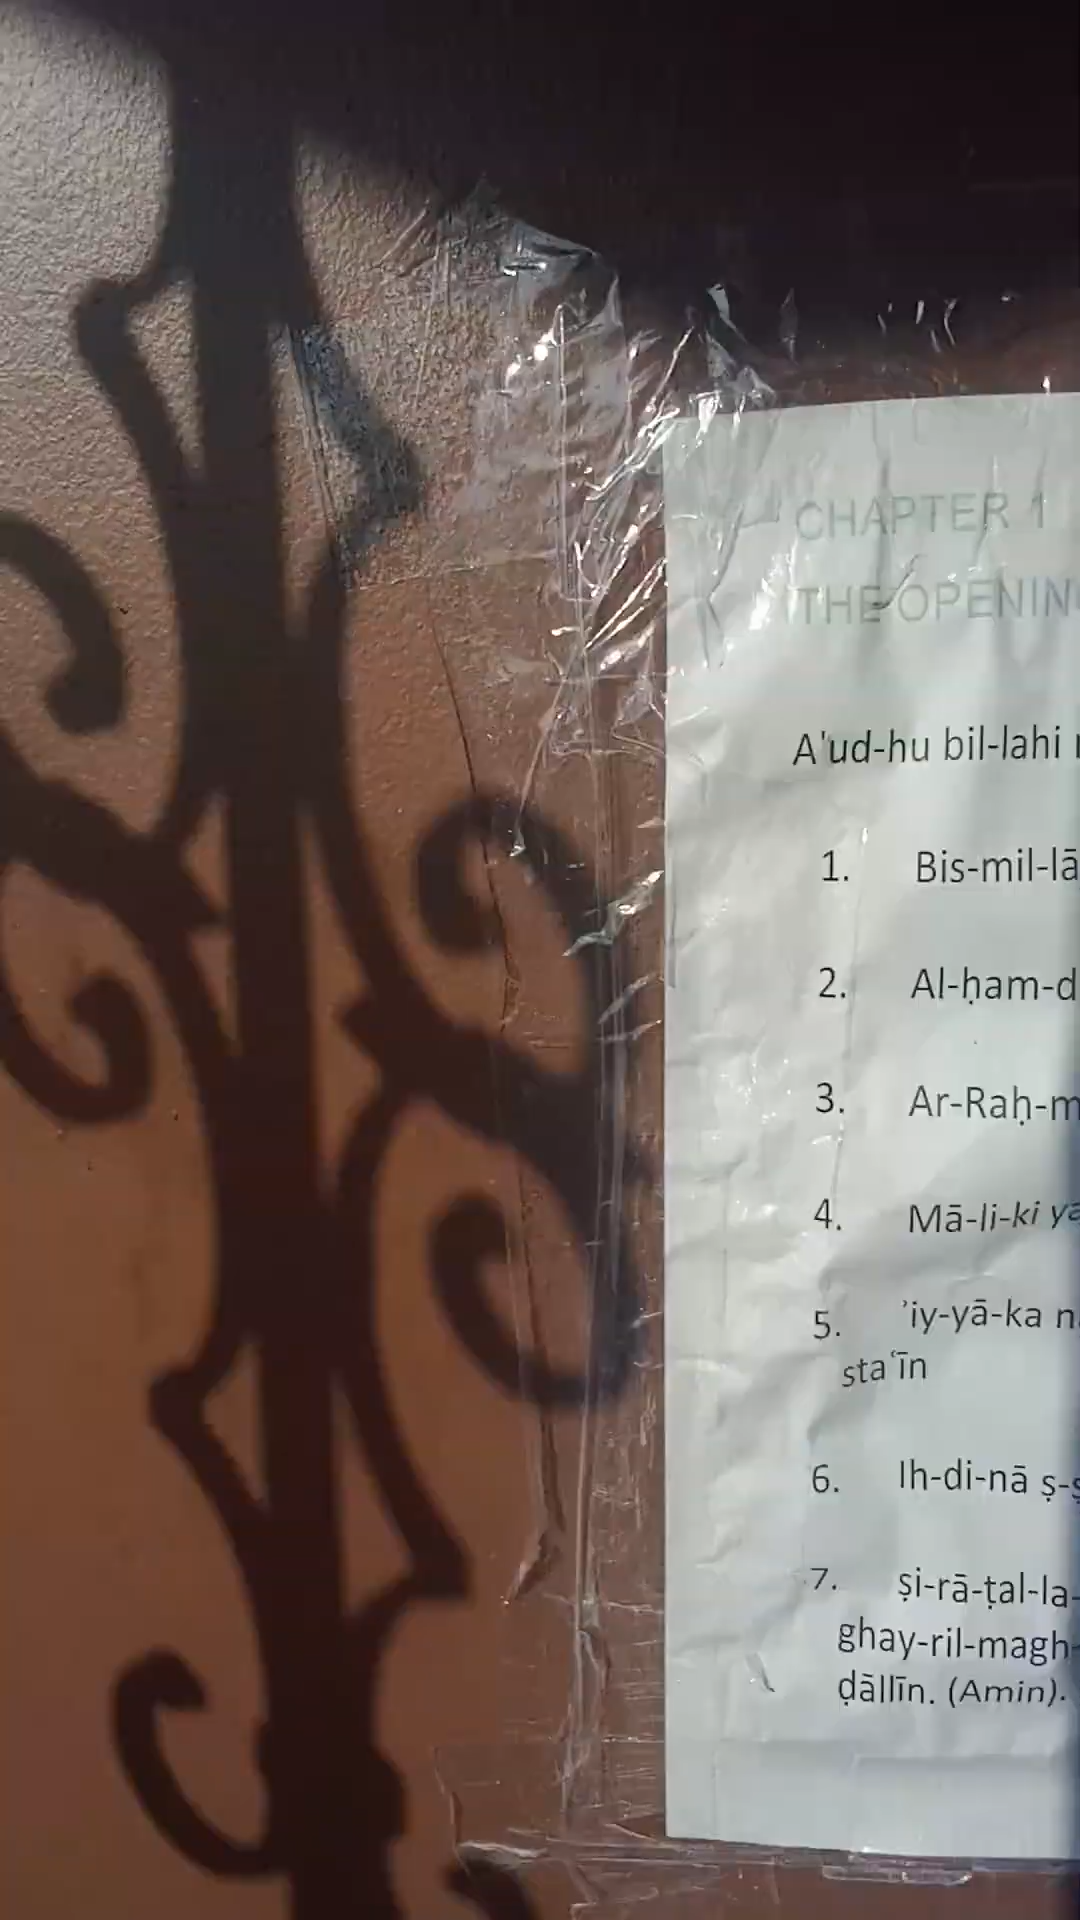 CHAPTER 1
THE OPENING
A'ud-hu bil-lahi
1. Bis-mil-lā
2. Al-ḥam-d
3. Ar-Raḥ-m
4. Mā-li-ki ya
5. ʾiy-yā-ka n
staʿīn
6. Ih-di-nā ṣ-ṣ
7. ṣi-rā-ṭal-la-
ghay-ril-magh-
ḍāllīn. (Amin).